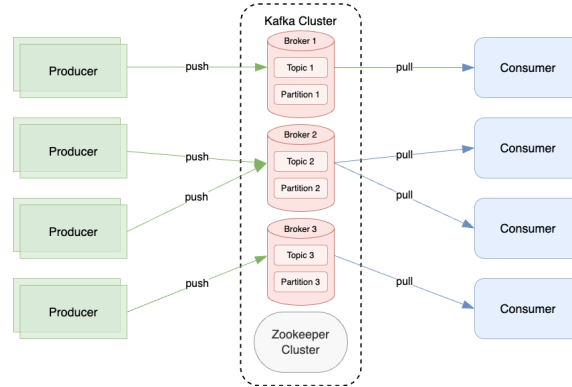 Kafka Cluster
Broker 1
Producer
push
Topic 1
pull
Consumer
Partition 1
Broker 2
Producer
push
Topic 2
pull
Consumer
Partition 2
push
pull
Producer
Consumer
Broker 3
Topic 3
push
pull
Partition 3
Producer
Consumer
Zookeeper
Cluster